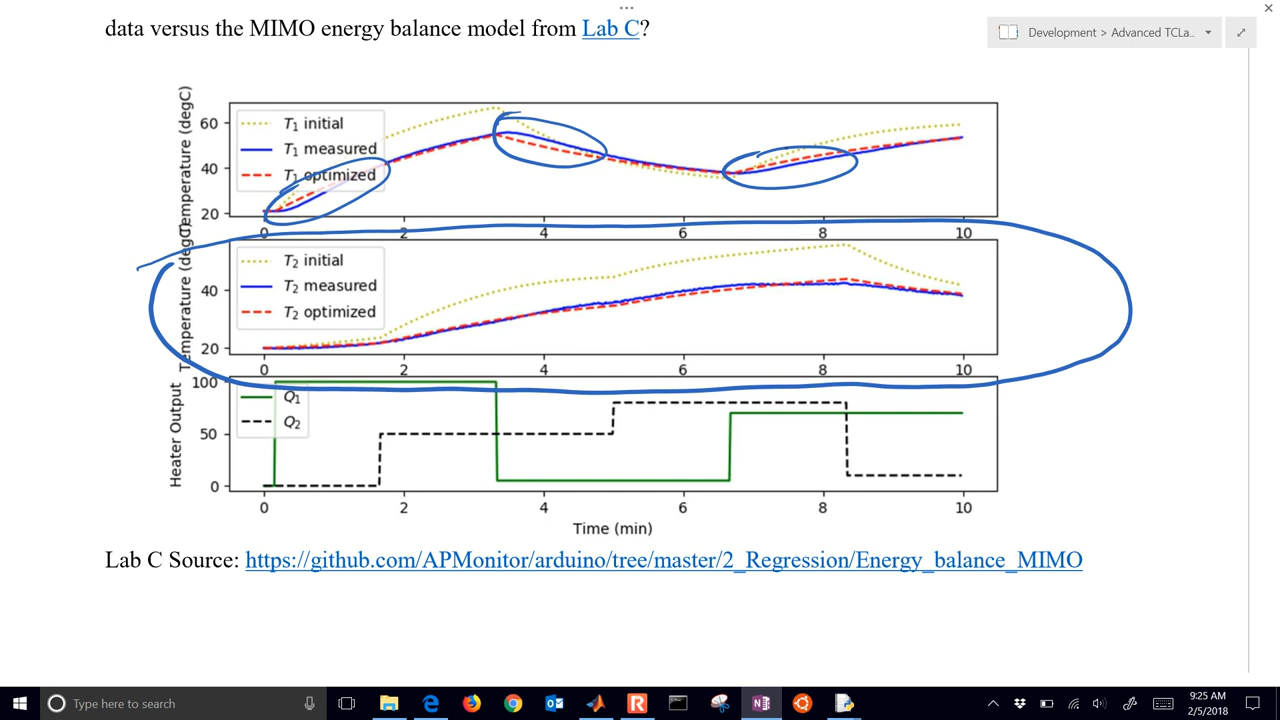 data versus the MIMO energy balance model from Lab C?
Development > Advanced TCLa...
Temperature (degC)
60
40
20
T1 initial
T1 measured
T1 optimized
0 2 4 6 8 10
Temperature (degC)
40
20
T2 initial
T2 measured
T2 optimized
0 2 4 6 8 10
Heater Output
100
50
0
Q1
Q2
0 2 4 6 8 10
Time (min)
Lab C Source: https://github.com/APMonitor/arduino/tree/master/2_Regression/Energy_balance_MIMO
Type here to search
9:25 AM
2/5/2018